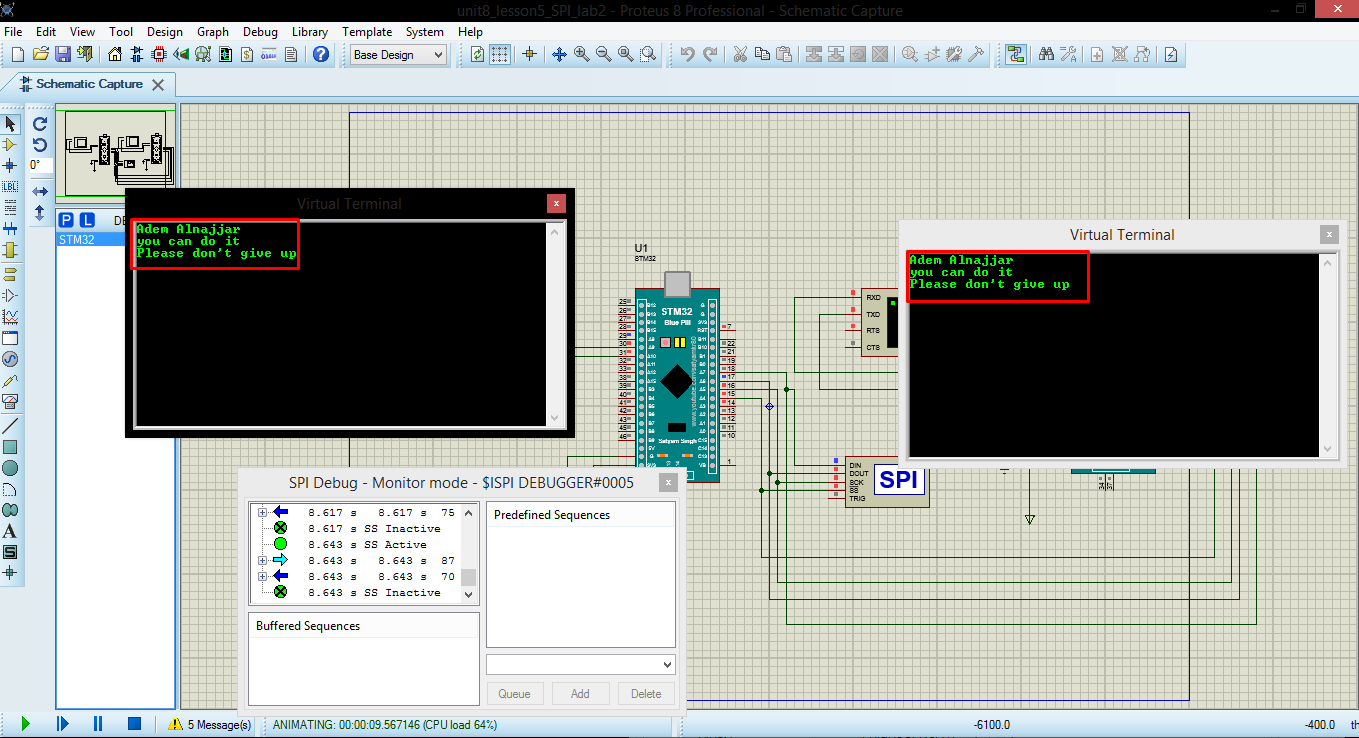 unit8_lesson5_SPI_lab2 - Proteus 8 Professional - Schematic Capture
File Edit View Tool Design Graph Debug Library Template System Help
Base Design
Schematic Capture
0°
LBL
P L DE
STM32
Virtual Terminal
Adem Alnajjar
you can do it
Please don't give up
Virtual Terminal
Adem Alnajjar
you can do it
Please don't give up
U1
STM32
STM32
Blue Pill
Satyam Singh
RXD
TXD
RTS
CTS
DIN
DOUT
SCK
SS
TRIG
SPI
SPI Debug - Monitor mode - $ISPI DEBUGGER#0005
8.617 s 8.617 s 75
8.617 s SS Inactive
8.643 s SS Active
8.643 s 8.643 s 87
8.643 s 8.643 s 70
8.643 s SS Inactive
Predefined Sequences
Buffered Sequences
Queue Add Delete
5 Message(s)
ANIMATING: 00:00:09.567146 (CPU load 64%)
-6100.0
-400.0
th